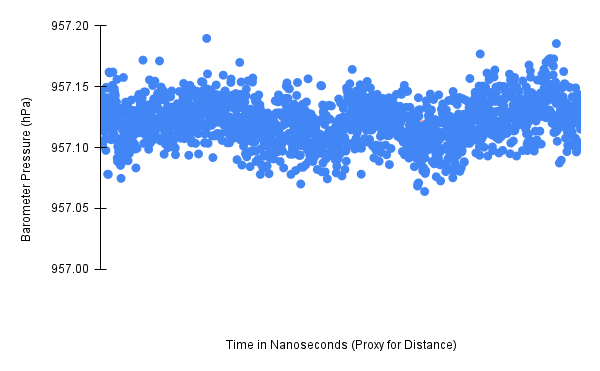 957.20
957.15
957.10
957.05
957.00
Barometer Pressure (hPa)
Time in Nanoseconds (Proxy for Distance)